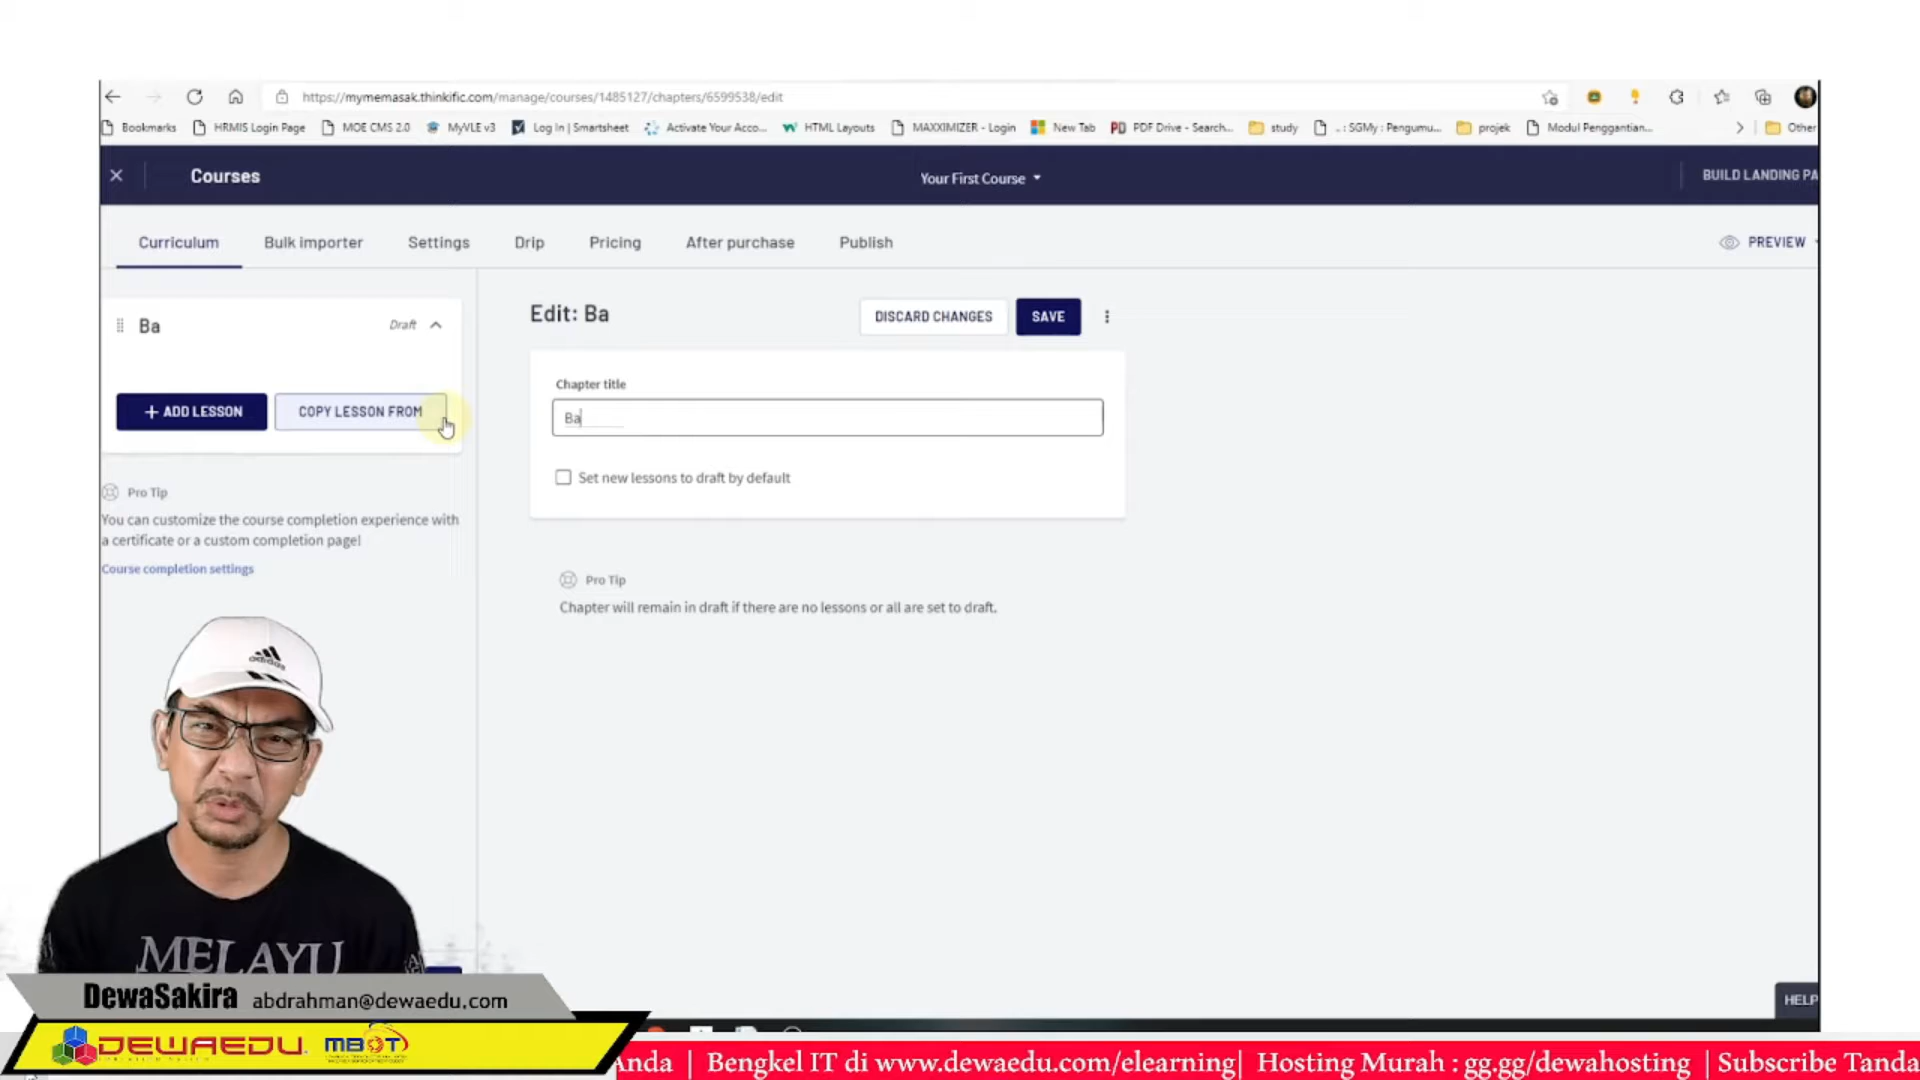 https://mymemasak.thinkific.com/manage/courses/1485127/chapters/6599538/edit
Bookmarks HRMIS Login Page MOE CMS 2.0 MyVLE v3 Log In | Smartsheet Activate Your Acco... HTML Layouts MAXXIMIZER - Login New Tab PDF Drive - Search... study ..: SGMy : Pengumu... projek Modul Penggantian... Other
Courses
Your First Course
BUILD LANDING PA
Curriculum Bulk importer Settings Drip Pricing After purchase Publish
PREVIEW
Ba
Draft
+ ADD LESSON
COPY LESSON FROM
Pro Tip
You can customize the course completion experience with
a certificate or a custom completion page!
Course completion settings
Edit: Ba
DISCARD CHANGES
SAVE
Chapter title
Ba
Set new lessons to draft by default
Pro Tip
Chapter will remain in draft if there are no lessons or all are set to draft.
adidas
MELAYU
HELP
DewaSakira abdrahman@dewaedu.com
DEWAEDU. MBOT
Anda | Bengkel IT di www.dewaedu.com/elearning| Hosting Murah : gg.gg/dewahosting | Subscribe Tanda